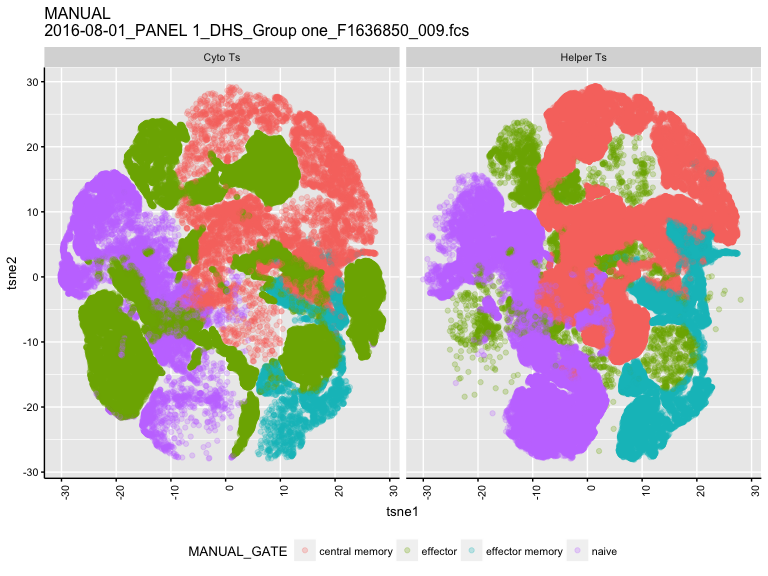 MANUAL
2016-08-01_PANEL 1_DHS_Group one_F1636850_009.fcs
Cyto Ts
Helper Ts
tsne2
30
20
10
0
-10
-20
-30
-30 -20 -10 0 10 20 30
-30 -20 -10 0 10 20 30
tsne1
MANUAL_GATE central memory effector effector memory naive